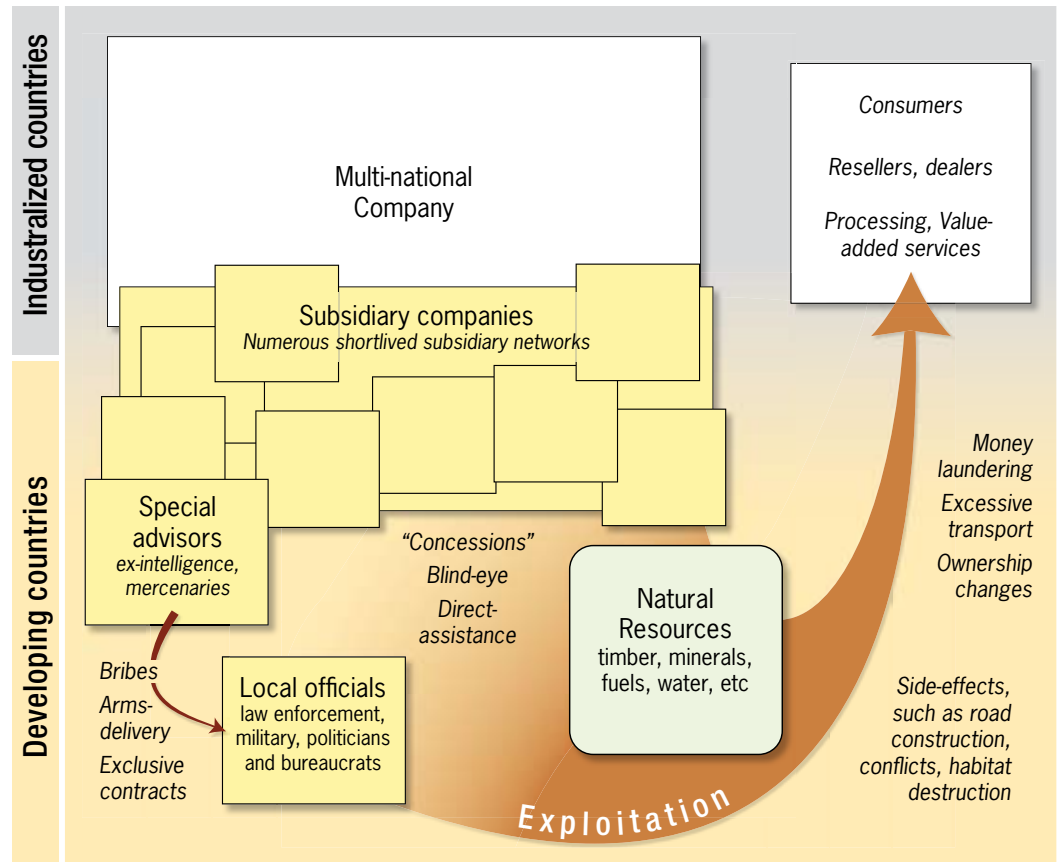 Industralized countries
Developing countries
Multi-national
Company
Consumers
Resellers, dealers
Processing, Value-
added services
Subsidiary companies
Numerous shortlived subsidiary networks
Special
advisors
ex-intelligence,
mercenaries
"Concessions"
Blind-eye
Direct-
assistance
Natural
Resources
timber, minerals,
fuels, water, etc
Money
laundering
Excessive
transport
Ownership
changes
Bribes
Arms-
delivery
Exclusive
contracts
Local officials
law enforcement,
military, politicians
and bureaucrats
Side-effects,
such as road
construction,
conflicts, habitat
destruction
Exploitation